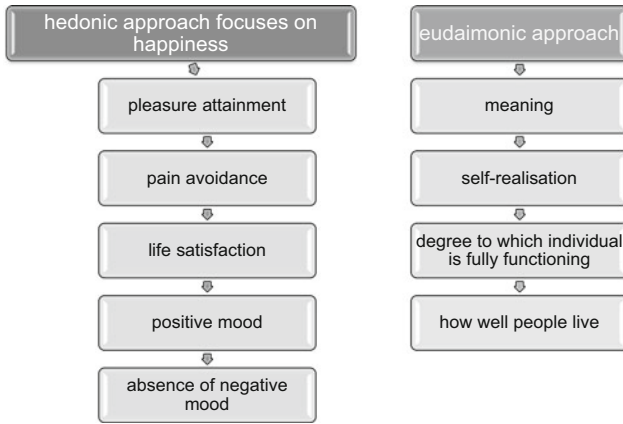 hedonic approach focuses on
happiness
pleasure attainment
pain avoidance
life satisfaction
positive mood
absence of negative
mood
eudaimonic approach
meaning
self-realisation
degree to which individual
is fully functioning
how well people live